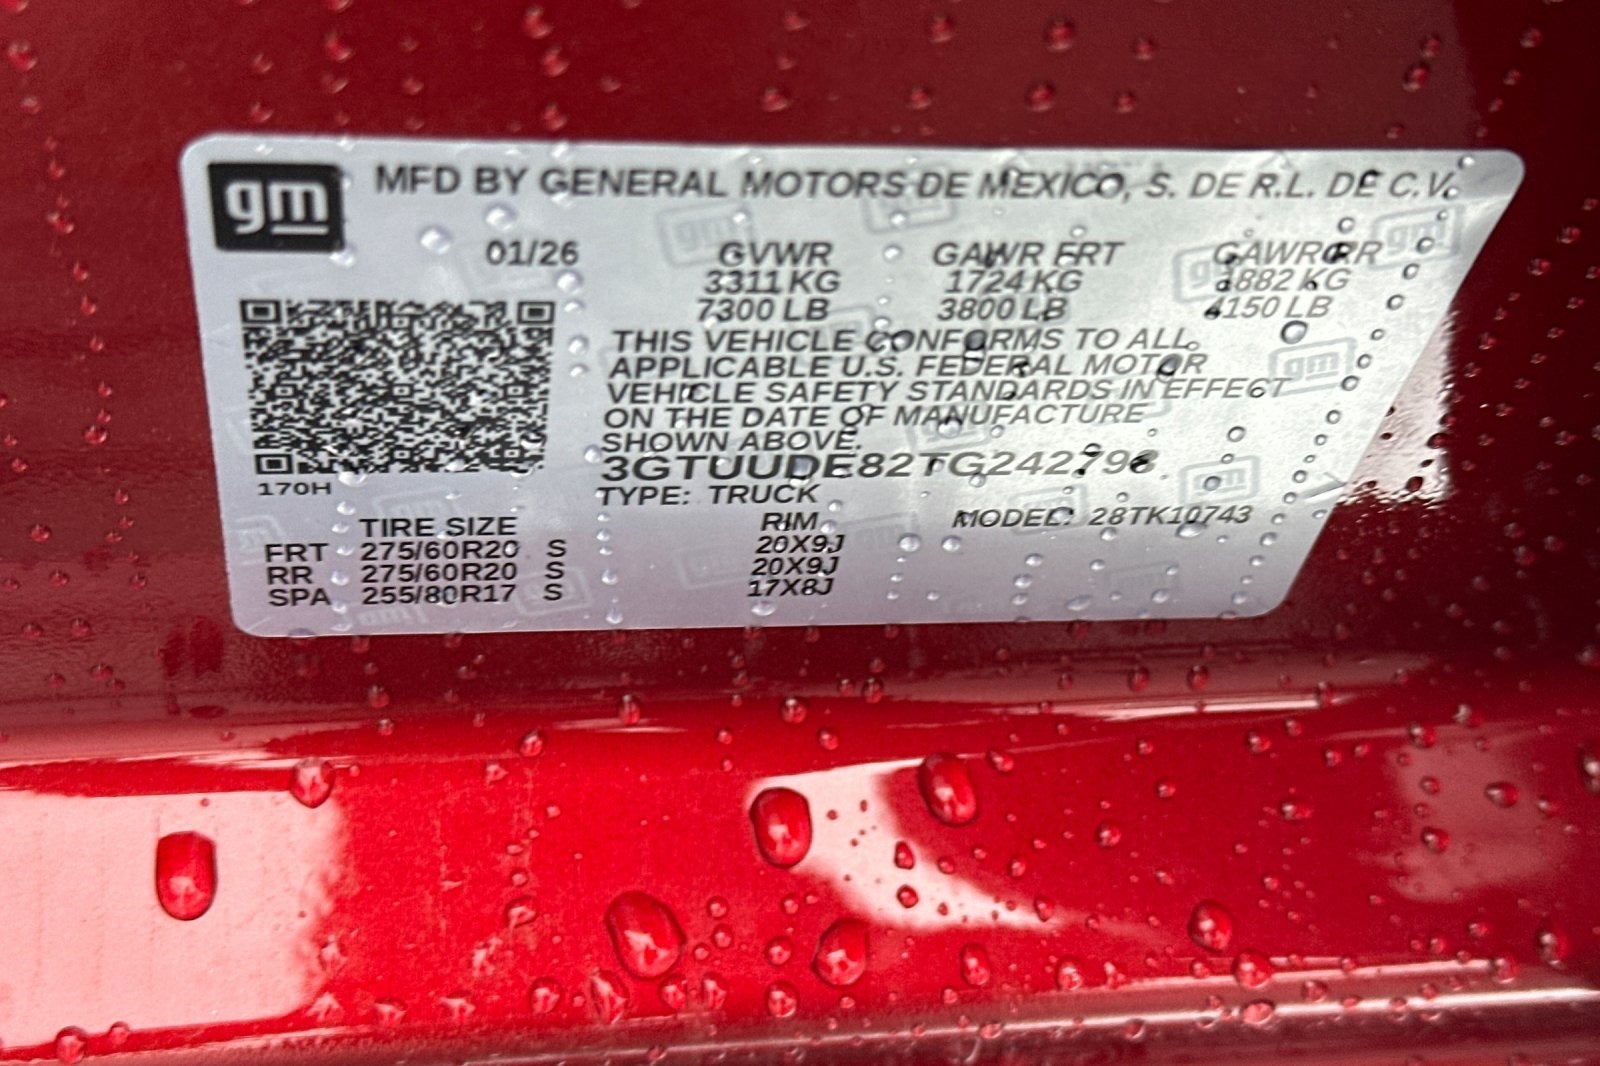 gm
MFD BY GENERAL MOTORS DE MEXICO, S. DE R.L. DE C.V.
01/26 GVWR GAWR FRT GAWR RR
3311 KG 1724 KG 1882 KG
7300 LB 3800 LB 4150 LB
THIS VEHICLE CONFORMS TO ALL
APPLICABLE U.S. FEDERAL MOTOR
VEHICLE SAFETY STANDARDS IN EFFECT
ON THE DATE OF MANUFACTURE
SHOWN ABOVE.
3GTUUDE82TG242798
170H
TYPE: TRUCK
TIRE SIZE RIM MODEL: 28TK10743
FRT 275/60R20 S 20X9J
RR 275/60R20 S 20X9J
SPA 255/80R17 S 17X8J